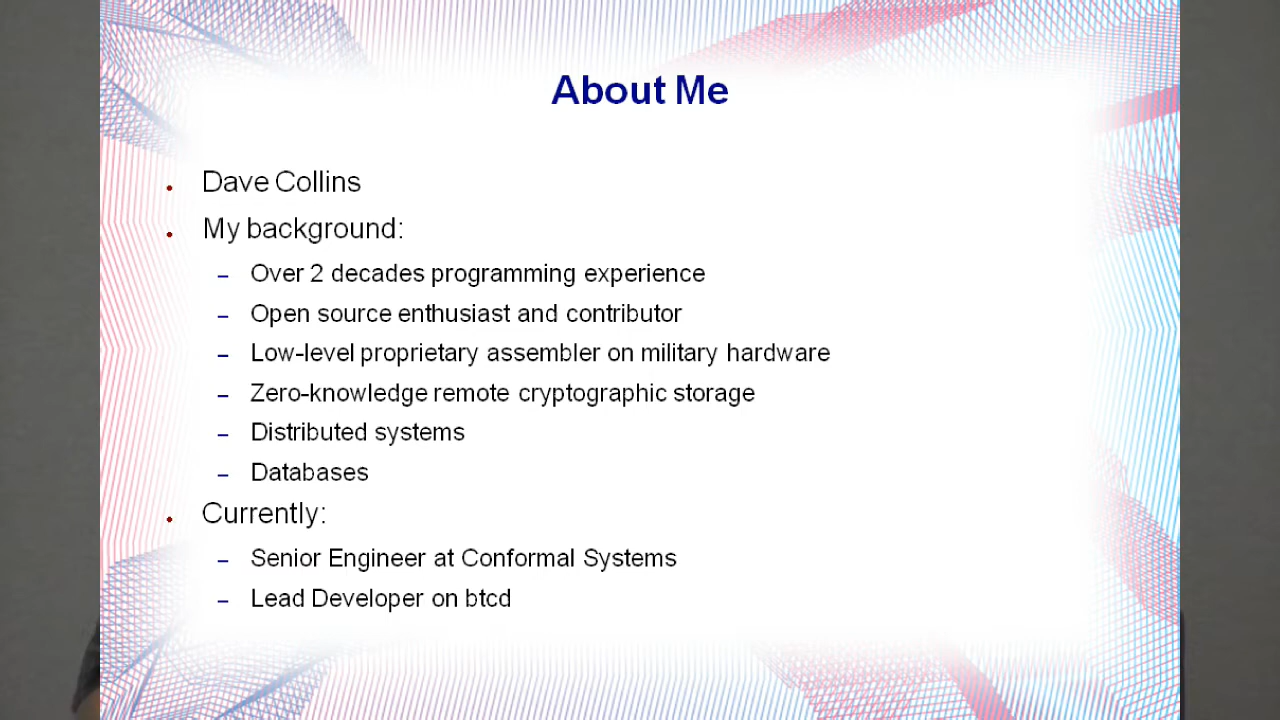 About Me
Dave Collins
My background:
– Over 2 decades programming experience
– Open source enthusiast and contributor
– Low-level proprietary assembler on military hardware
– Zero-knowledge remote cryptographic storage
– Distributed systems
– Databases
Currently:
– Senior Engineer at Conformal Systems
– Lead Developer on btcd